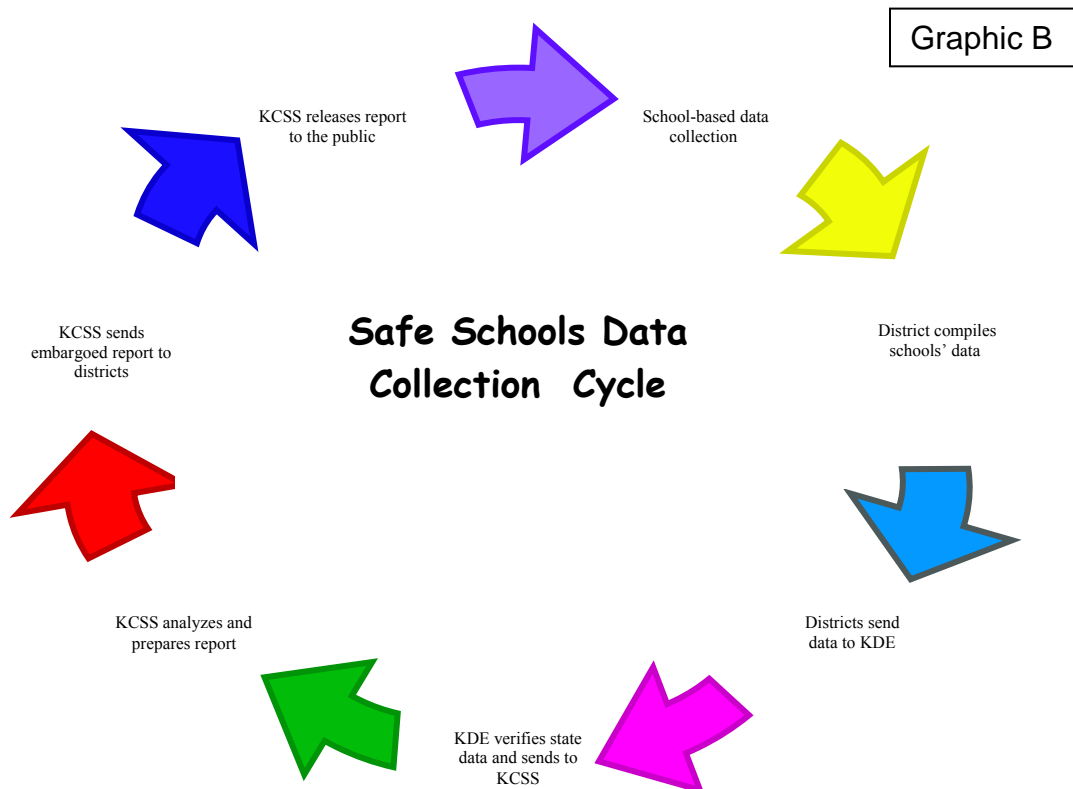 Graphic B
KCSS releases report
to the public
School-based data
collection
District compiles
schools' data
Districts send
data to KDE
KDE verifies state
data and sends to
KCSS
KCSS analyzes and
prepares report
KCSS sends
embargoed report to
districts
Safe Schools Data
Collection Cycle